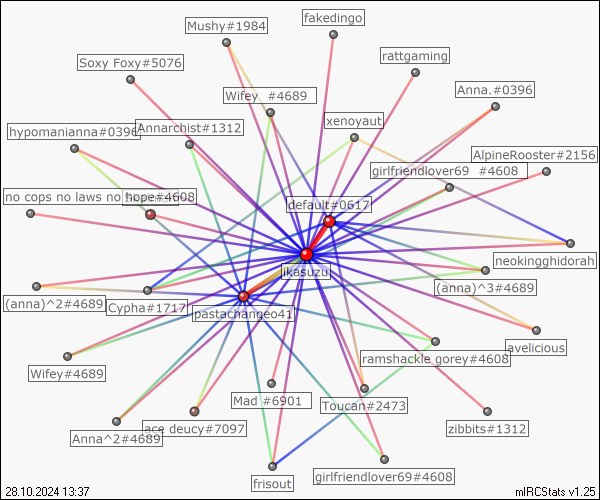 fakedingo
Mushy#1984
rattgaming
Soxy Foxy#5076
Anna.#0396
Wifey #4689
xenoyaut
hypomanianna#0396
Annarchist#1312
AlpineRooster#2156
girlfriendlover69 #4608
no cops no laws no hope#4608
default#0617
neokingghidorah
ikasuzu
(anna)^3#4689
(anna)^2#4689
Cypha#1717
pastachangeo41
lavelicious
ramshackle gorey#4608
Wifey#4689
Mad #6901
Toucan#2473
zibbits#1312
ace deucy#7097
Anna^2#4689
girlfriendlover69#4608
frisout
28.10.2024 13:37
mIRCStats v1.25